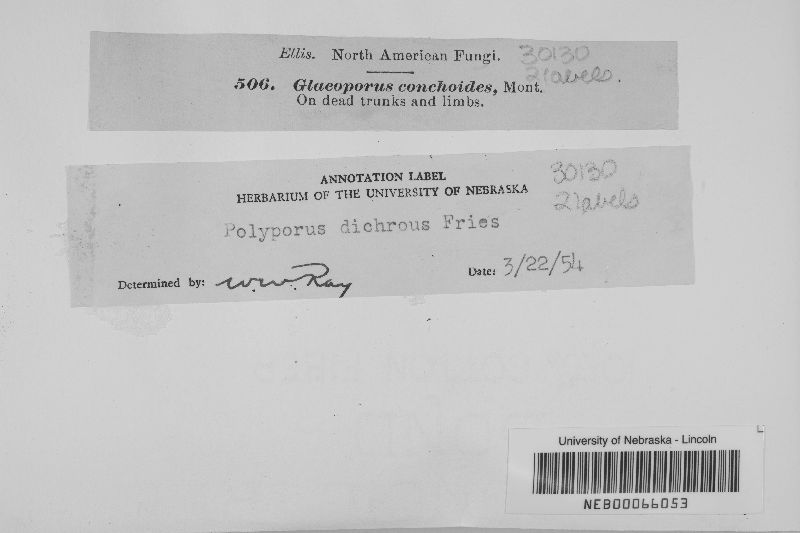 Ellis. North American Fungi. 30130
2 labels.
506. Glaeoporus conchoides, Mont.
On dead trunks and limbs.
ANNOTATION LABEL 30130
HERBARIUM OF THE UNIVERSITY OF NEBRASKA
2 labels
Polyporus dichrous Fries
Determined by: W.W. Ray Date: 3/22/54
University of Nebraska - Lincoln
NEB00066053